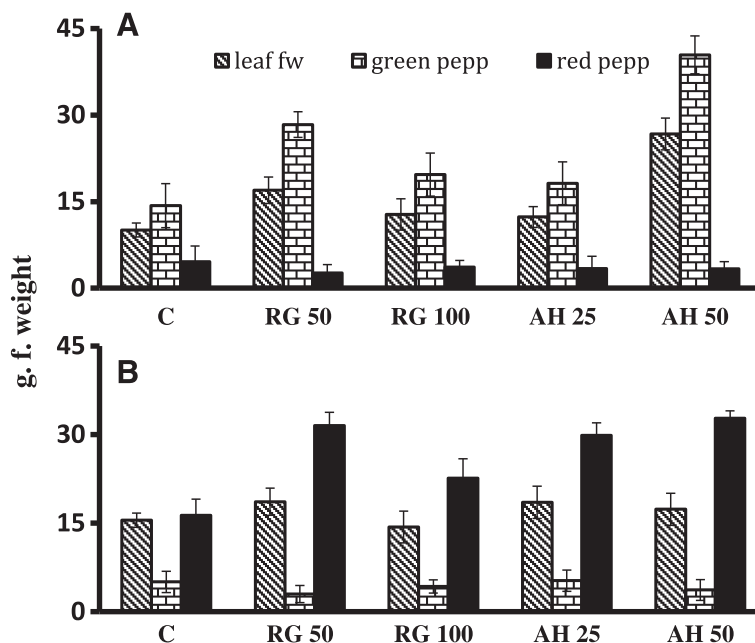 A
45
leaf fw green pepp red pepp
30
15
0
C RG 50 RG 100 AH 25 AH 50
g. f. weight
B
45
30
15
0
C RG 50 RG 100 AH 25 AH 50